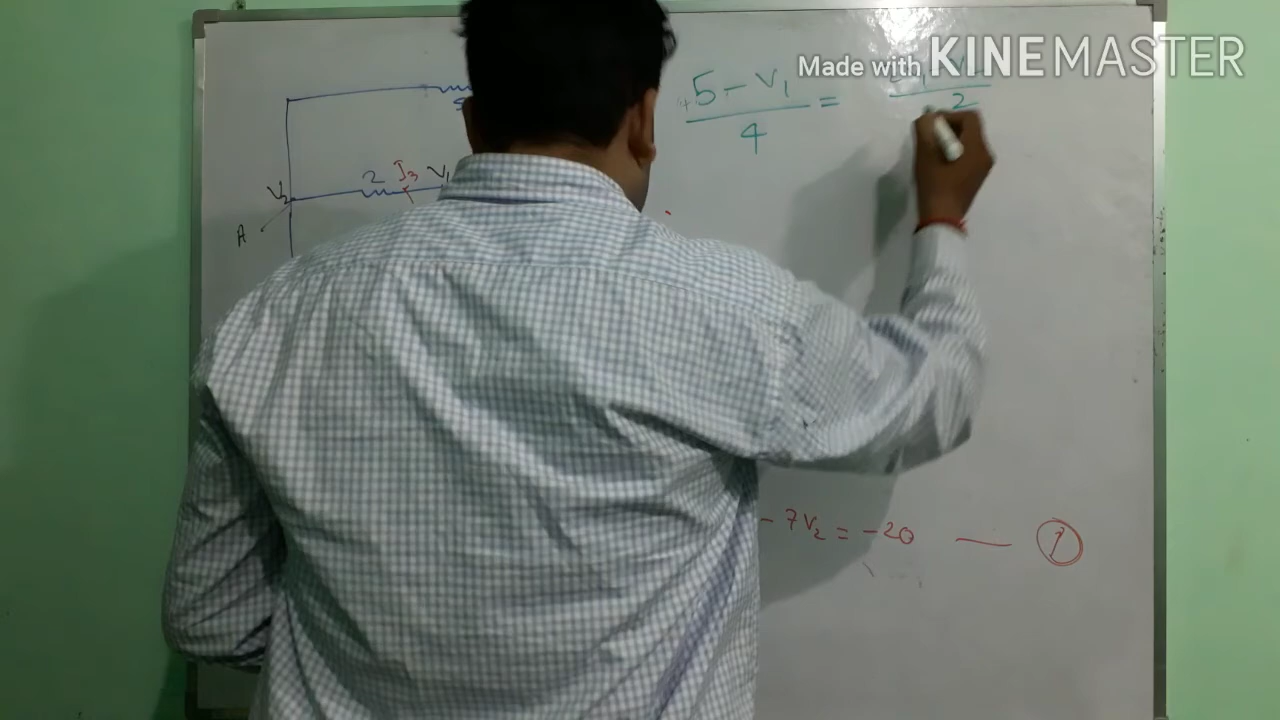 Made with KINEMASTER
5 - V₁ =
4
2
2 I₃ V₁
V₂
A
- 7V₂ = -20 —— ①